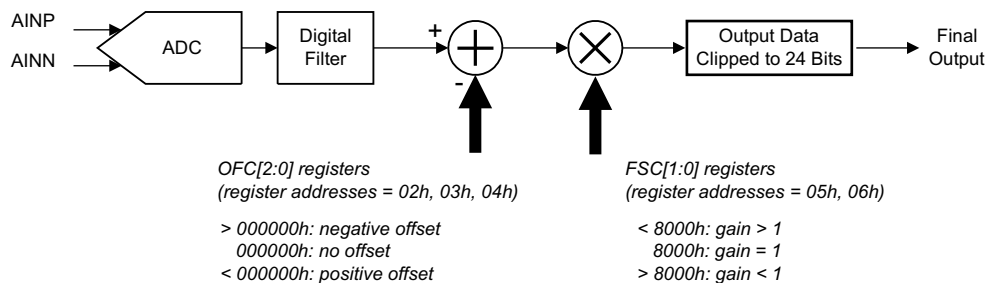 AINP
AINN
ADC
Digital
Filter
+
-
Output Data
Clipped to 24 Bits
Final
Output
OFC[2:0] registers
(register addresses = 02h, 03h, 04h)
> 000000h: negative offset
000000h: no offset
< 000000h: positive offset
FSC[1:0] registers
(register addresses = 05h, 06h)
< 8000h: gain > 1
8000h: gain = 1
> 8000h: gain < 1